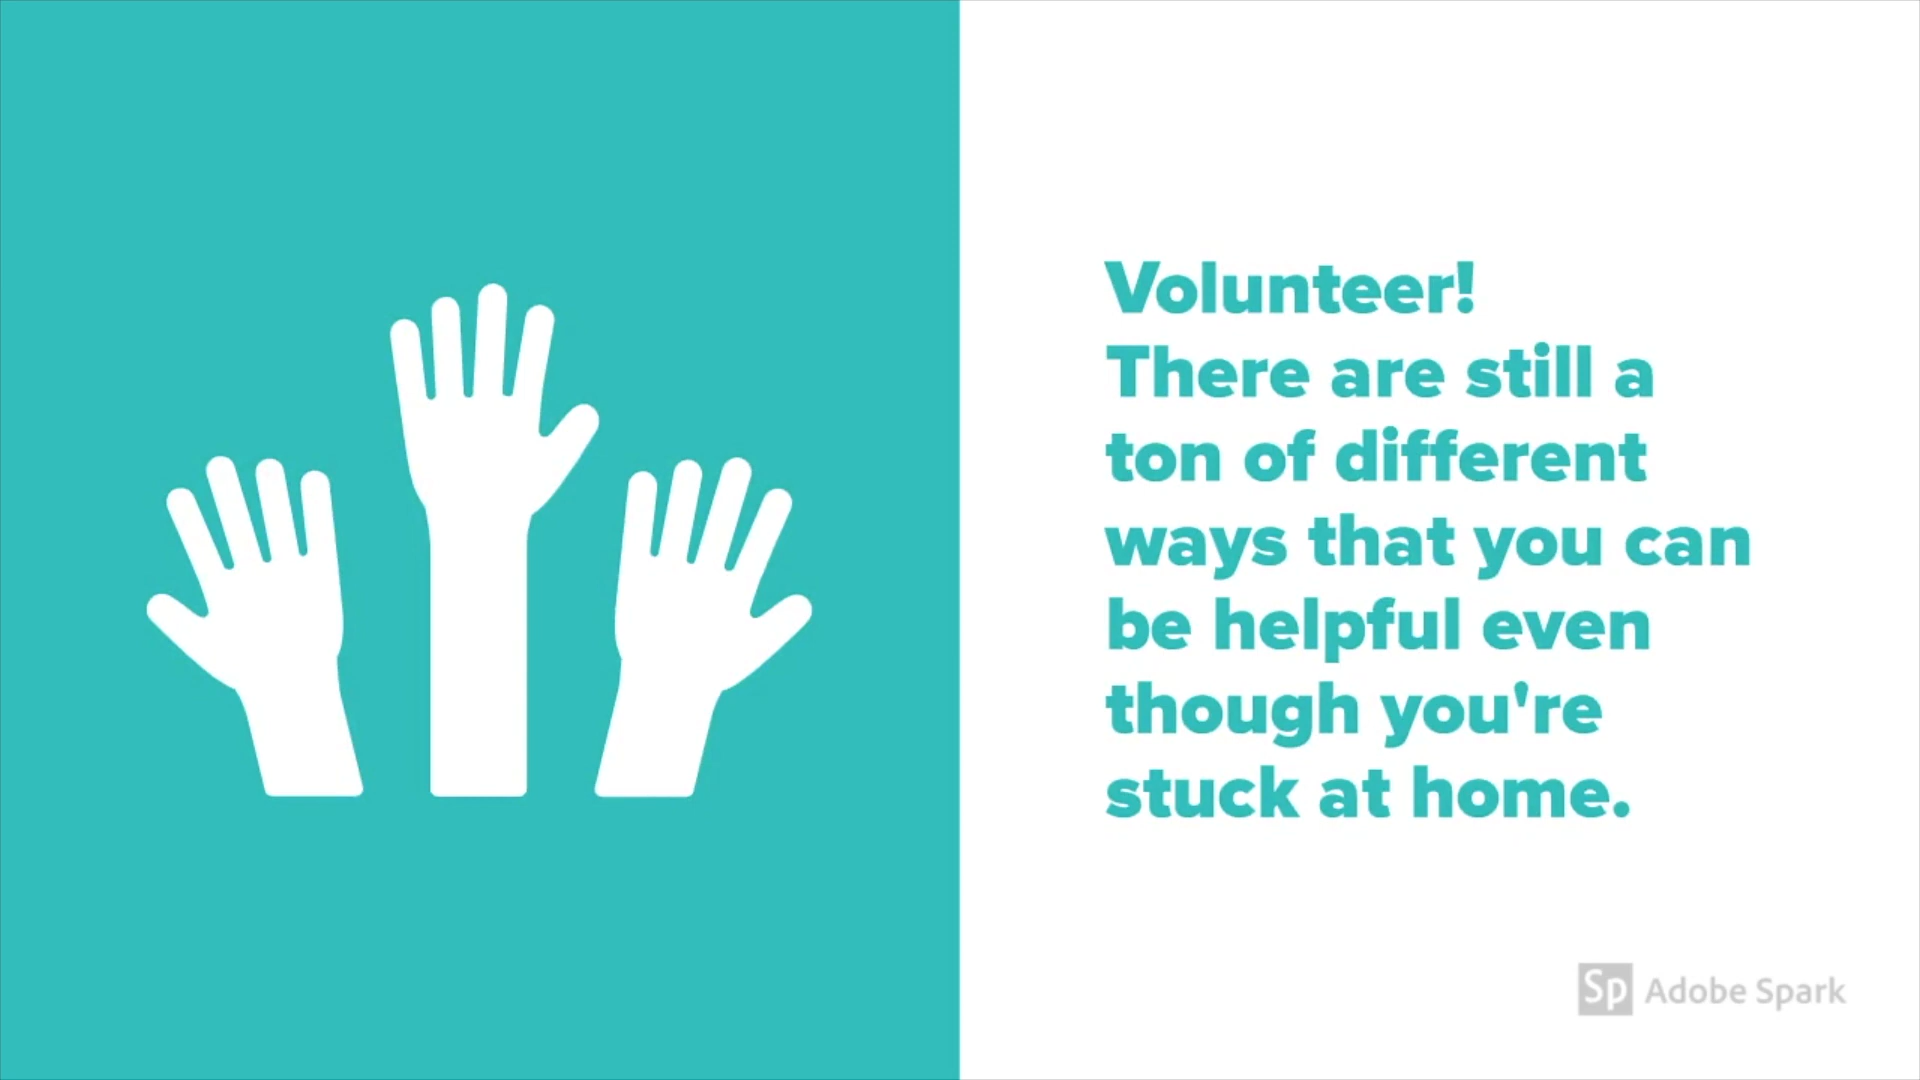 Volunteer!
There are still a
ton of different
ways that you can
be helpful even
though you're
stuck at home.
Sp Adobe Spark